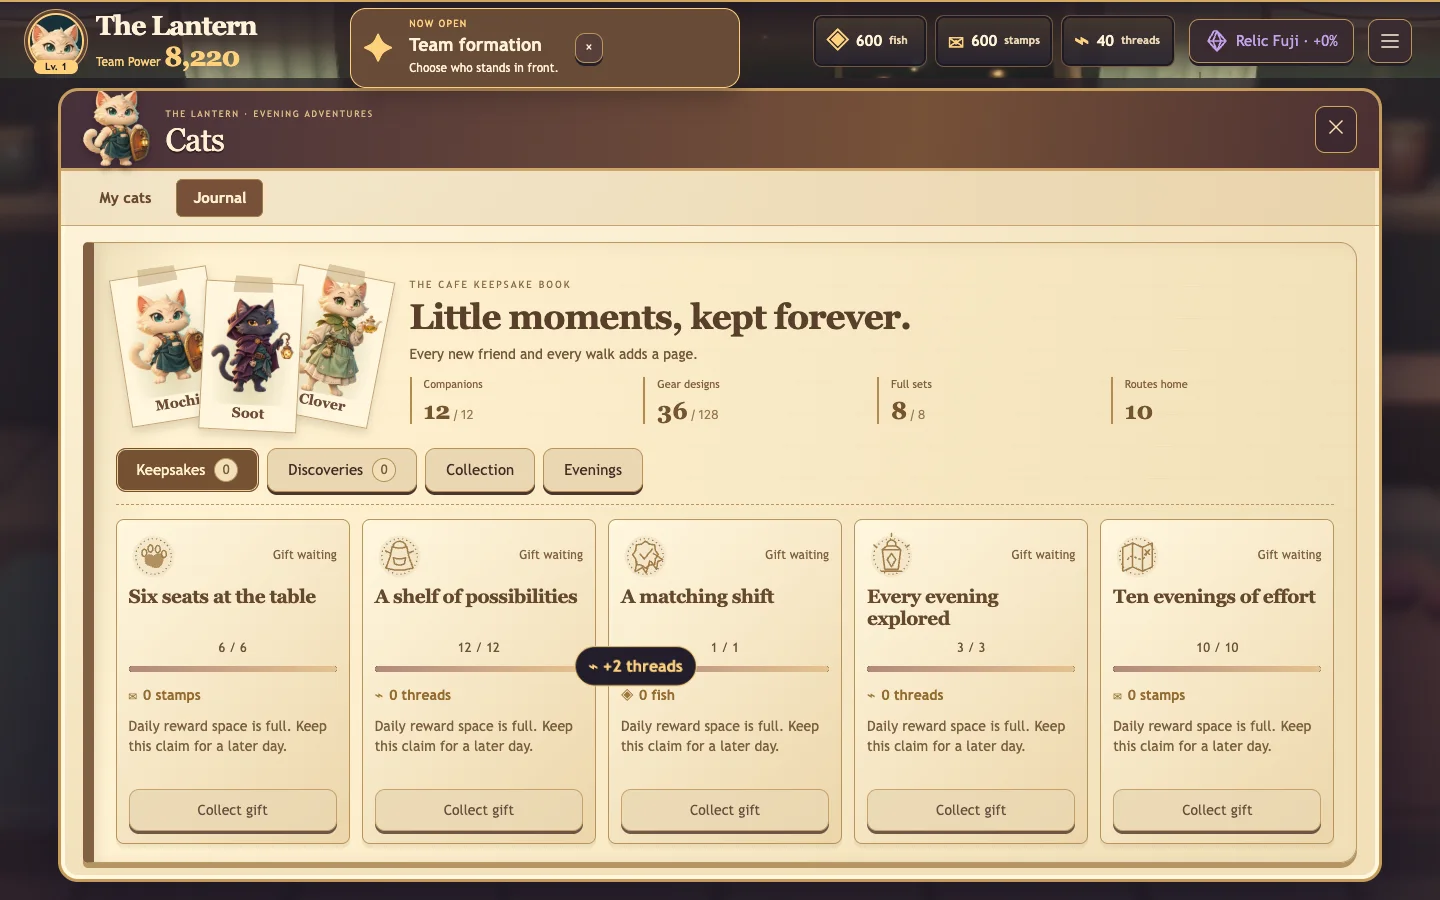 The Lantern
Team Power 8,220
Lv. 1
NOW OPEN
Team formation
Choose who stands in front.
×
600 fish
600 stamps
40 threads
Relic Fuji · +0%
THE LANTERN · EVENING ADVENTURES
Cats
My cats
Journal
Mochi
Soot
Clover
THE CAFE KEEPSAKE BOOK
Little moments, kept forever.
Every new friend and every walk adds a page.
Companions
12 / 12
Gear designs
36 / 128
Full sets
8 / 8
Routes home
10
Keepsakes 0
Discoveries 0
Collection
Evenings
Gift waiting
Six seats at the table
6 / 6
0 stamps
Daily reward space is full. Keep
this claim for a later day.
Collect gift
Gift waiting
A shelf of possibilities
12 / 12
0 threads
Daily reward space is full. Keep
this claim for a later day.
Collect gift
+2 threads
Gift waiting
A matching shift
1 / 1
0 fish
Daily reward space is full. Keep
this claim for a later day.
Collect gift
Gift waiting
Every evening
explored
3 / 3
0 threads
Daily reward space is full. Keep
this claim for a later day.
Collect gift
Gift waiting
Ten evenings of effort
10 / 10
0 stamps
Daily reward space is full. Keep
this claim for a later day.
Collect gift